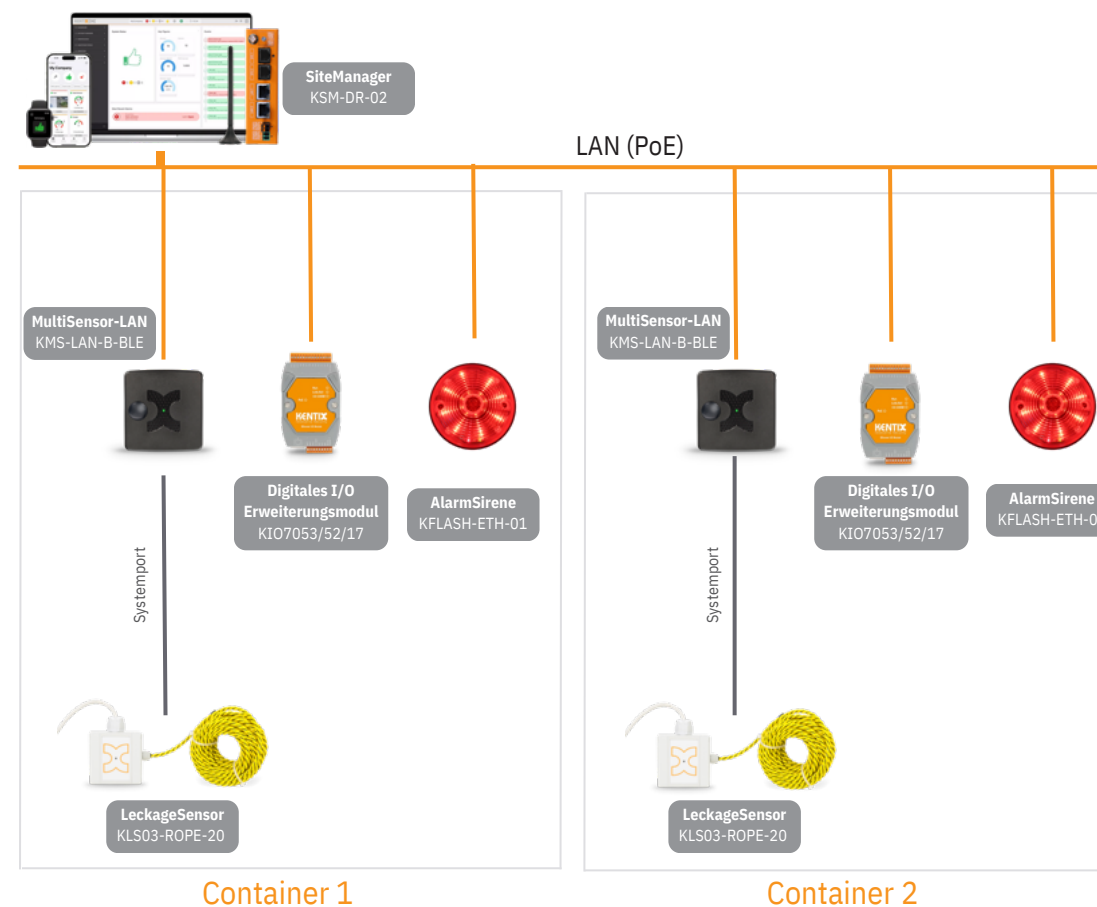 SiteManager
KSM-DR-02
LAN (PoE)
MultiSensor-LAN
KMS-LAN-B-BLE
KENTIX
Digitales I/O
Erweiterungsmodul
KIO7053/52/17
AlarmSirene
KFLASH-ETH-01
Systemport
LeckageSensor
KLS03-ROPE-20
Container 1
MultiSensor-LAN
KMS-LAN-B-BLE
KENTIX
Digitales I/O
Erweiterungsmodul
KIO7053/52/17
AlarmSirene
KFLASH-ETH-0
Systemport
LeckageSensor
KLS03-ROPE-20
Container 2